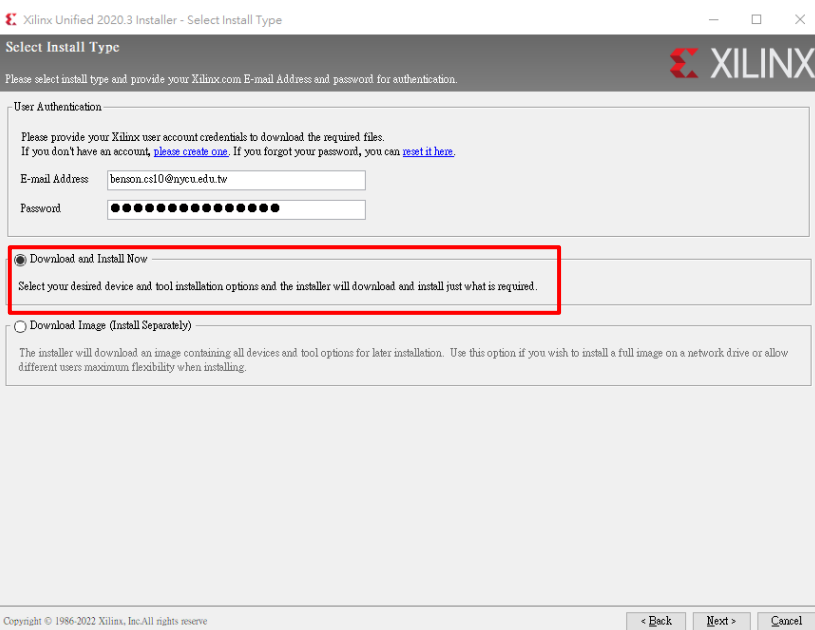 Xilinx Unified 2020.3 Installer - Select Install Type
Select Install Type
XILINX
Please select install type and provide your Xilinx.com E-mail Address and password for authentication.
User Authentication
Please provide your Xilinx user account credentials to download the required files.
If you don't have an account, please create one. If you forgot your password, you can reset it here.
E-mail Address benson.cs10@nycu.edu.tw
Password ●●●●●●●●●●●●●●●
Download and Install Now
Select your desired device and tool installation options and the installer will download and install just what is required.
Download Image (Install Separately)
The installer will download an image containing all devices and tool options for later installation. Use this option if you wish to install a full image on a network drive or allow
different users maximum flexibility when installing.
Copyright © 1986-2022 Xilinx, Inc.All rights reserve
< Back Next > Cancel